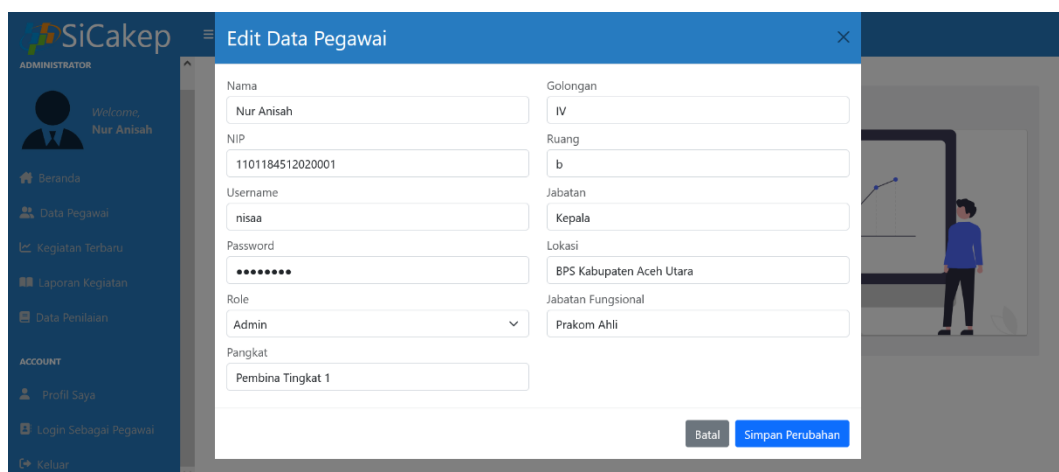 SiCakep
ADMINISTRATOR
Welcome,
Nur Anisah
Beranda
Data Pegawai
Kegiatan Terbaru
Laporan Kegiatan
Data Penilaian
ACCOUNT
Profil Saya
Login Sebagai Pegawai
Keluar
Edit Data Pegawai
Nama
Nur Anisah
NIP
1101184512020001
Username
nisaa
Password
Role
Admin
Pangkat
Pembina Tingkat 1
Golongan
IV
Ruang
b
Jabatan
Kepala
Lokasi
BPS Kabupaten Aceh Utara
Jabatan Fungsional
Prakom Ahli
Batal
Simpan Perubahan